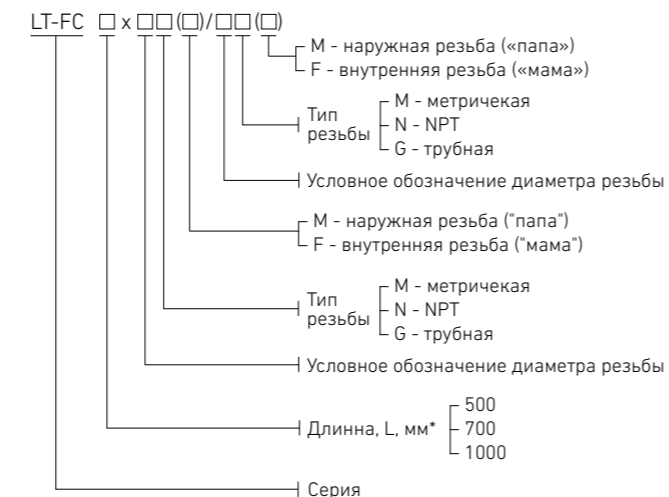 LT-FC □ x □□(□)/□□(□)
M - наружная резьба («папа»)
F - внутренняя резьба («мама»)
Тип резьбы
M - метричекая
N - NPT
G - трубная
Условное обозначение диаметра резьбы
M - наружная резьба ("папа")
F - внутренняя резьба ("мама")
Тип резьбы
M - метричекая
N - NPT
G - трубная
Условное обозначение диаметра резьбы
Длинна, L, мм*
500
700
1000
Серия